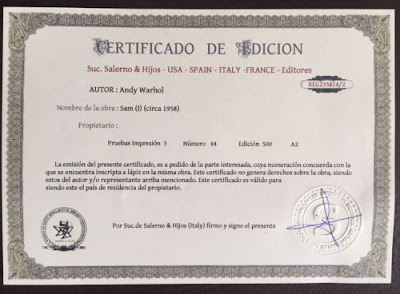 CERTIFICADO DE EDICION
Suc. Salerno & Hijos - USA - SPAIN - ITALY -FRANCE - Editores
AUTOR : Andy Warhol
Nombre de la obra : Sam (I) (circa 1958)
Propietario :
Pruebas impresión 3 Número 44 Edición 500 A2
La emisión del presente certificado, es a pedido de la parte interesada, cuya numeración concuerda con la
que se encuentra inscripta a lápiz en la misma obra. Este certificado no genera derechos sobre la obra, siendo
estos del autor y/o representante arriba mencionado. Este certificado es válido para
siendo este el país de residencia del propietario.
Por Suc.de Salerno & Hijos (Italy) firmo y signo el presente